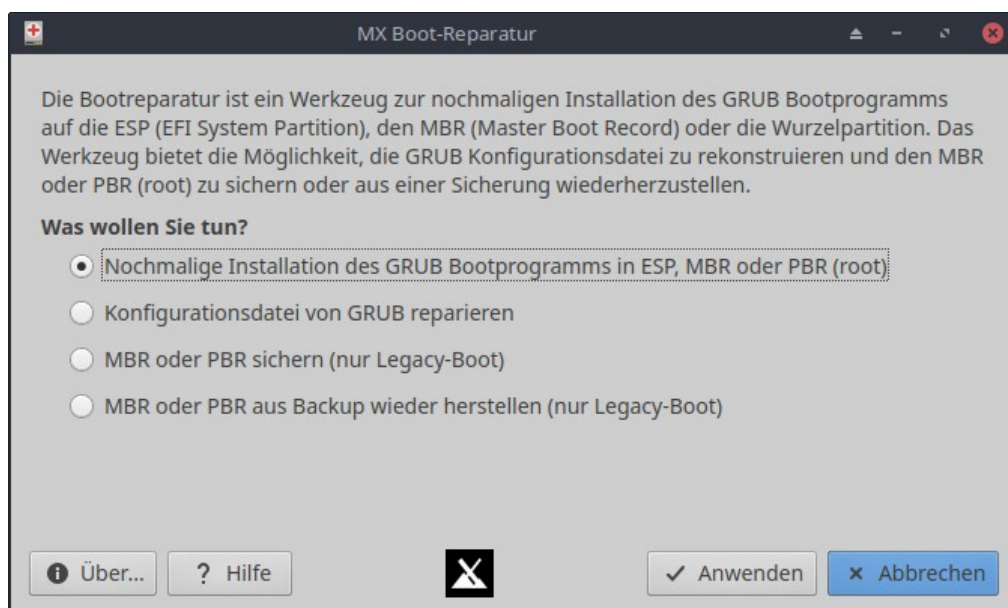 MX Boot-Reparatur
Die Bootreparatur ist ein Werkzeug zur nochmaligen Installation des GRUB Bootprogramms
auf die ESP (EFI System Partition), den MBR (Master Boot Record) oder die Wurzelpartition. Das
Werkzeug bietet die Möglichkeit, die GRUB Konfigurationsdatei zu rekonstruieren und den MBR
oder PBR (root) zu sichern oder aus einer Sicherung wiederherzustellen.
Was wollen Sie tun?
Nochmalige Installation des GRUB Bootprogramms in ESP, MBR oder PBR (root)
Konfigurationsdatei von GRUB reparieren
MBR oder PBR sichern (nur Legacy-Boot)
MBR oder PBR aus Backup wieder herstellen (nur Legacy-Boot)
Über... ? Hilfe Anwenden Abbrechen